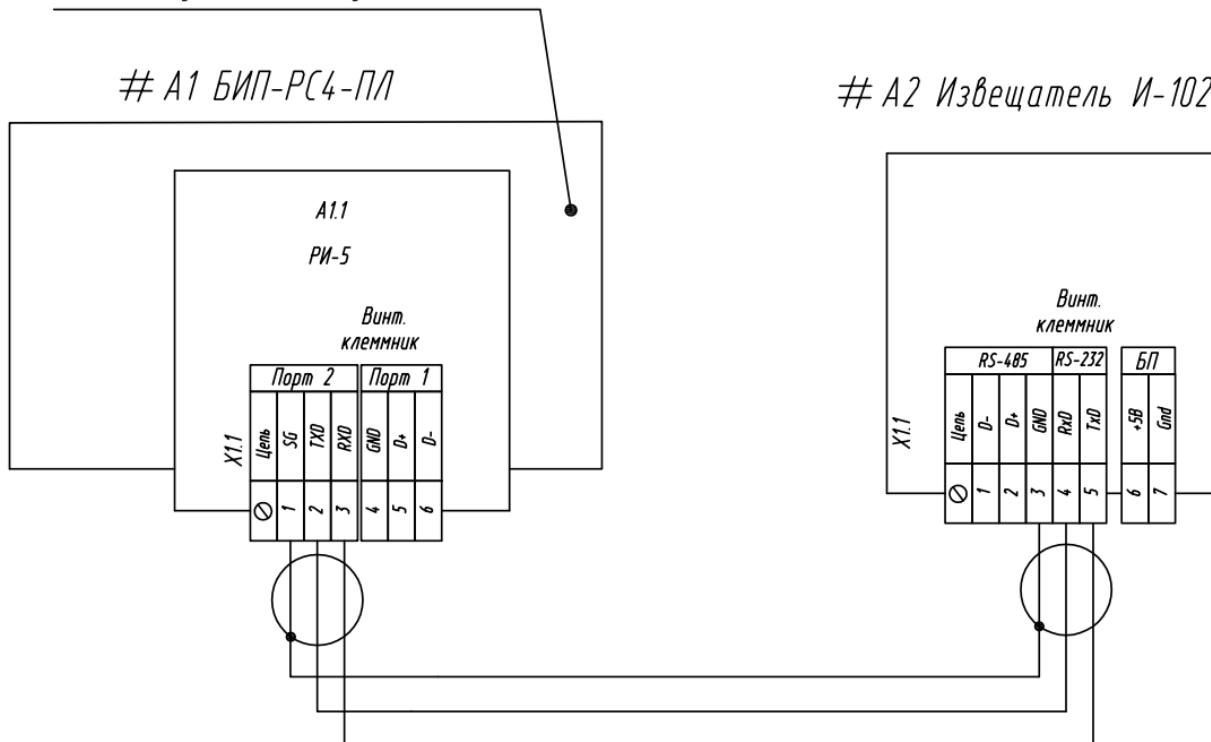 # А1 БИП-РС4-ПЛ
# А2 Извещатель И-102
А1.1
РИ-5
Винт.
клеммник
Порт 2 Порт 1
Х1.1
Цепь SG TXD RXD GND D+ D-
1 2 3 4 5 6
Винт.
клеммник
RS-485 RS-232 БП
Х1.1
Цепь D- D+ GND RxD TxD +5В Gnd
1 2 3 4 5 6 7